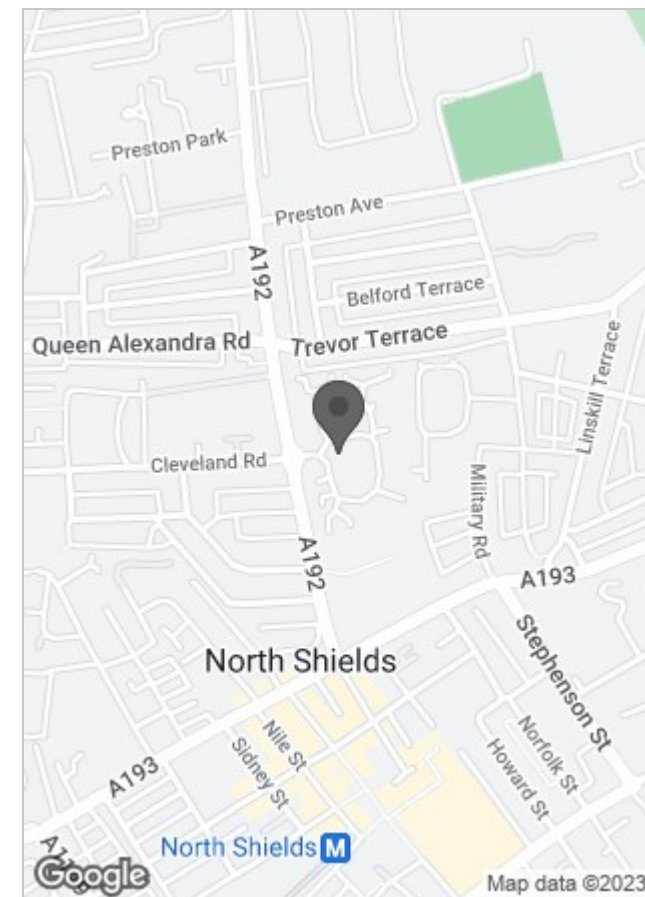 Preston Park
Preston Ave
A192
Belford Terrace
Queen Alexandra Rd
Trevor Terrace
Linskill Terrace
Cleveland Rd
Military Rd
A192
A193
North Shields
Stephenson St
Nile St
Sidney St
Norfolk St
Howard St
A193
North Shields M
Google
Map data ©2023